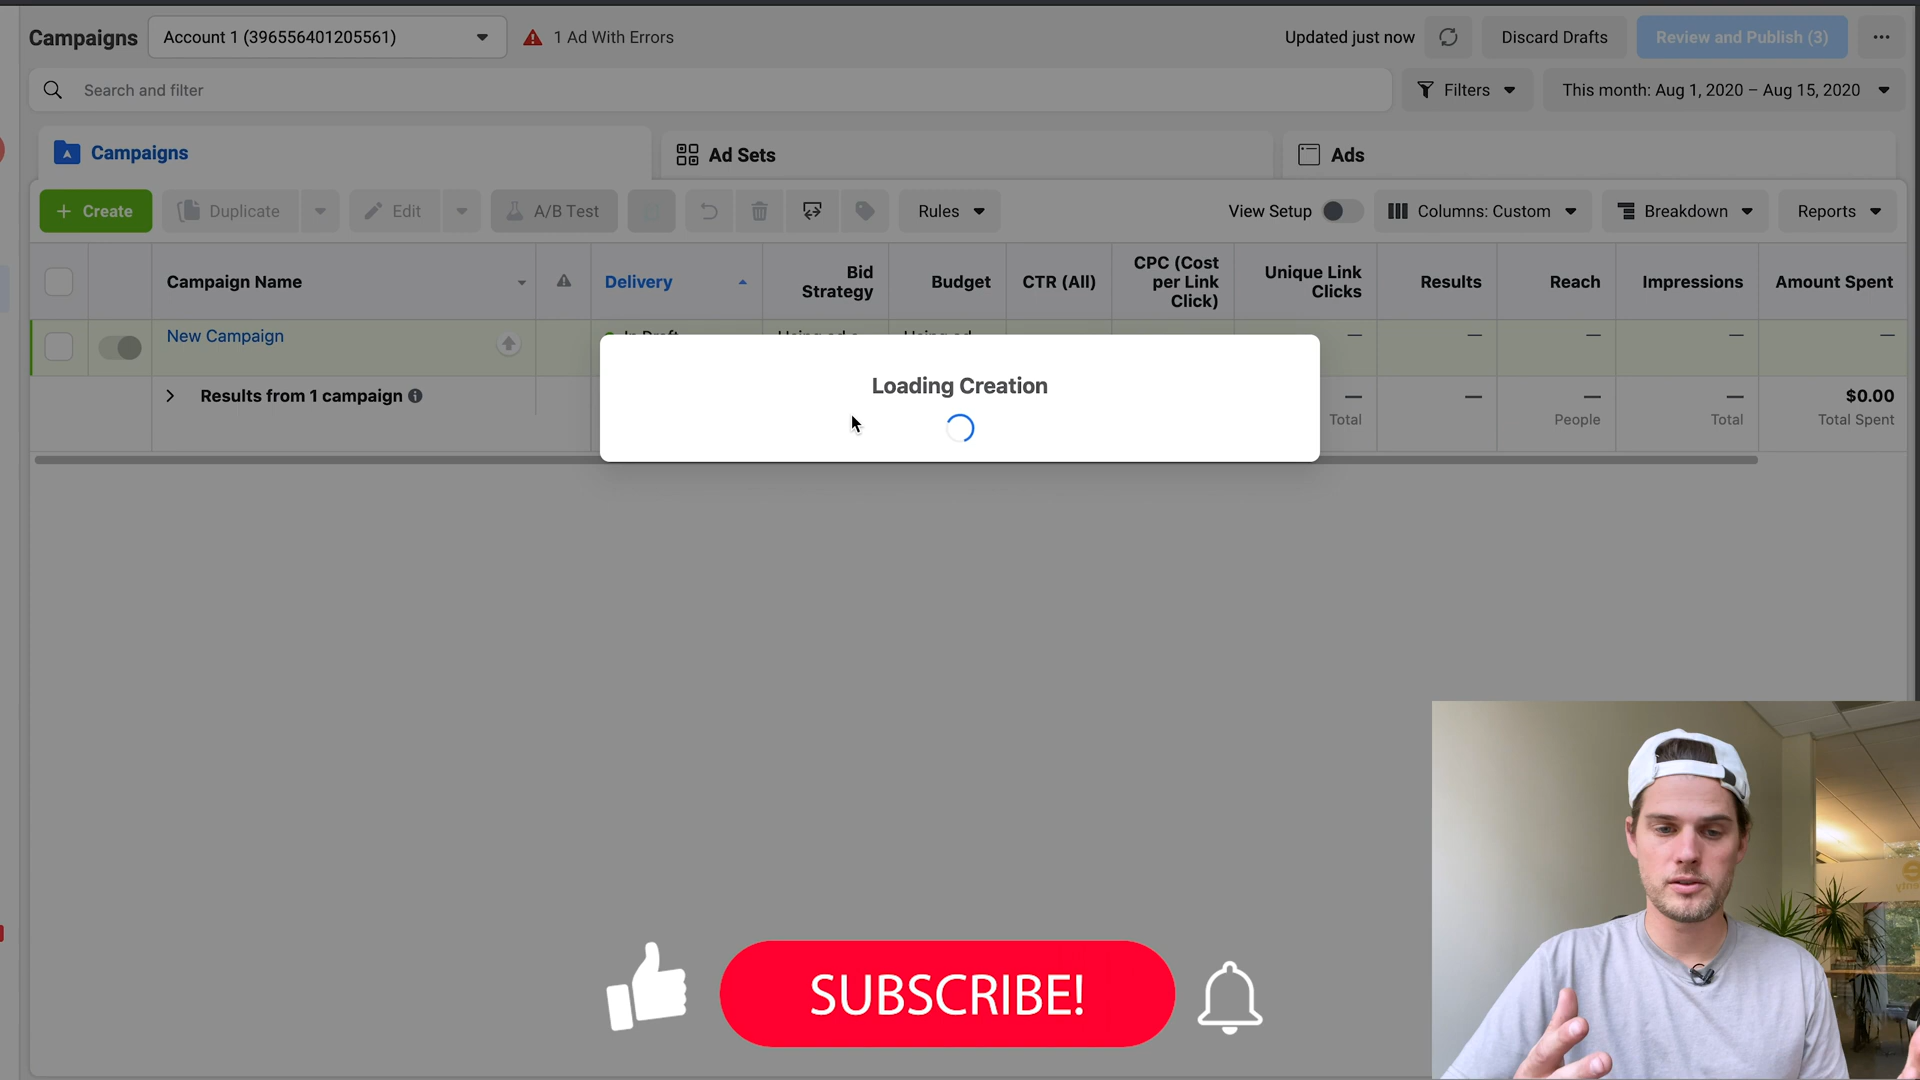 Campaigns
Account 1 (396556401205561)
1 Ad With Errors
Updated just now
Discard Drafts
Review and Publish (3)
Search and filter
Filters
This month: Aug 1, 2020 – Aug 15, 2020
Campaigns
Ad Sets
Ads
+ Create
Duplicate
Edit
A/B Test
Rules
View Setup
Columns: Custom
Breakdown
Reports
Campaign Name
Delivery
Bid
Strategy
Budget
CTR (All)
CPC (Cost
per Link
Click)
Unique Link
Clicks
Results
Reach
Impressions
Amount Spent
New Campaign
—
—
—
—
—
Results from 1 campaign
—
—
—
—
$0.00
Total
People
Total
Total Spent
Loading Creation
SUBSCRIBE!